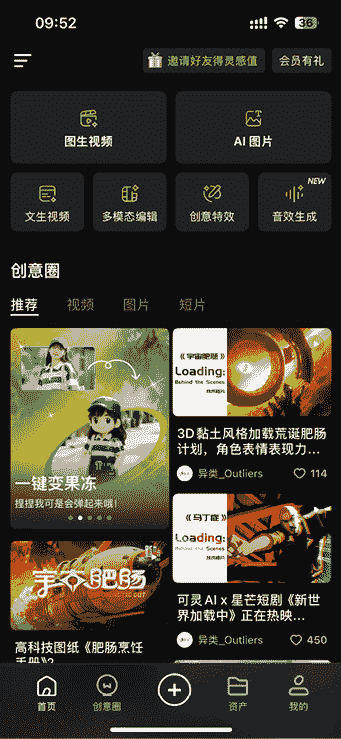 09:52
36
邀请好友得灵感值
会员有礼
图生视频
AI 图片
文生视频
多模态编辑
创意特效
音效生成
NEW
创意圈
推荐
视频
图片
短片
一键变果冻
捏捏我可是会弹起来哦!
《宇宙肥肠》
Loading:
Behind the Scenes
3D黏土风格加载荒诞肥肠
计划,角色表情表现力...
异类_Outliers
114
宇宙肥肠
高科技图纸《肥肠烹饪
手册》?
《马丁症》
Loading:
Behind the Scenes
可灵AI x 星芒短剧《新世
界加载中》正在热映...
异类_Outliers
450
首页
创意圈
资产
我的